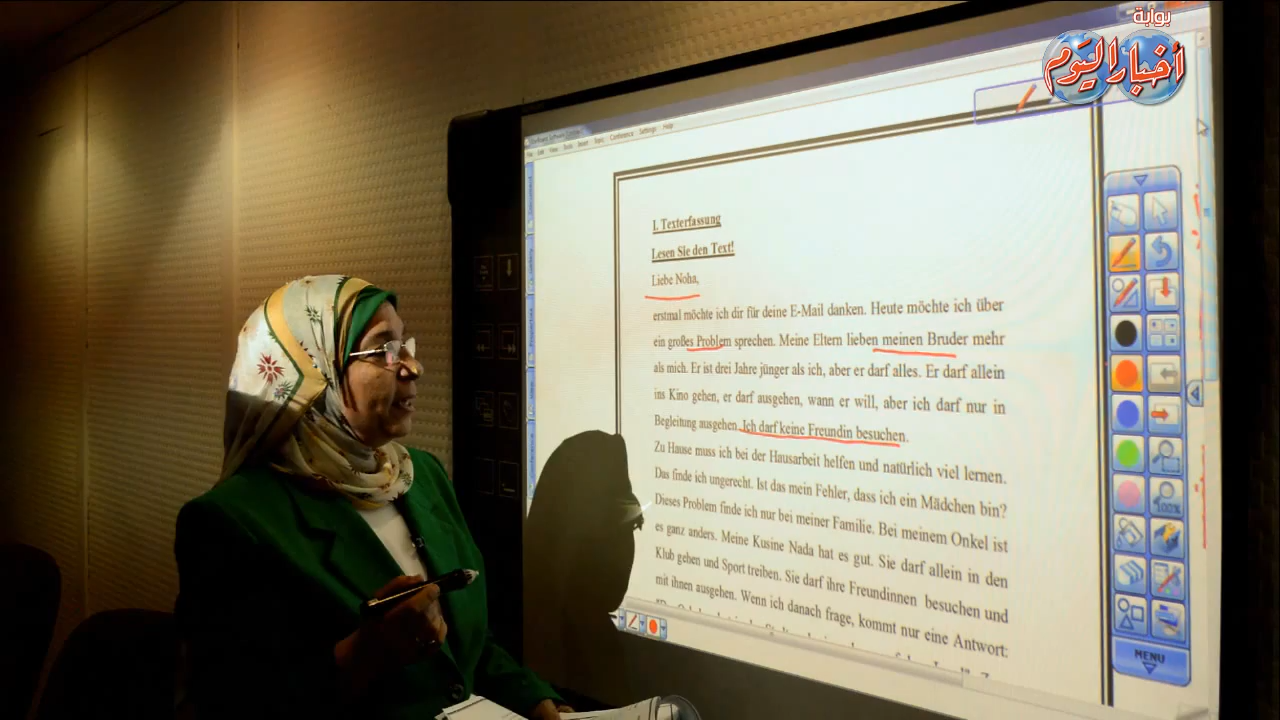 بوابة
أخبار اليوم
Topic Conference Settings Help
I. Texterfassung
Lesen Sie den Text!
Liebe Noha,
erstmal möchte ich dir für deine E-Mail danken. Heute möchte ich über
ein großes Problem sprechen. Meine Eltern lieben meinen Bruder mehr
als mich. Er ist drei Jahre jünger als ich, aber er darf alles. Er darf allein
ins Kino gehen, er darf ausgehen, wann er will, aber ich darf nur in
Begleitung ausgehen. Ich darf keine Freundin besuchen.
Zu Hause muss ich bei der Hausarbeit helfen und natürlich viel lernen.
Das finde ich ungerecht. Ist das mein Fehler, dass ich ein Mädchen bin?
Dieses Problem finde ich nur bei meiner Familie. Bei meinem Onkel ist
es ganz anders. Meine Kusine Nada hat es gut. Sie darf allein in den
Klub gehen und Sport treiben. Sie darf ihre Freundinnen besuchen und
mit ihnen ausgehen. Wenn ich danach frage, kommt nur eine Antwort:
100%
MENU